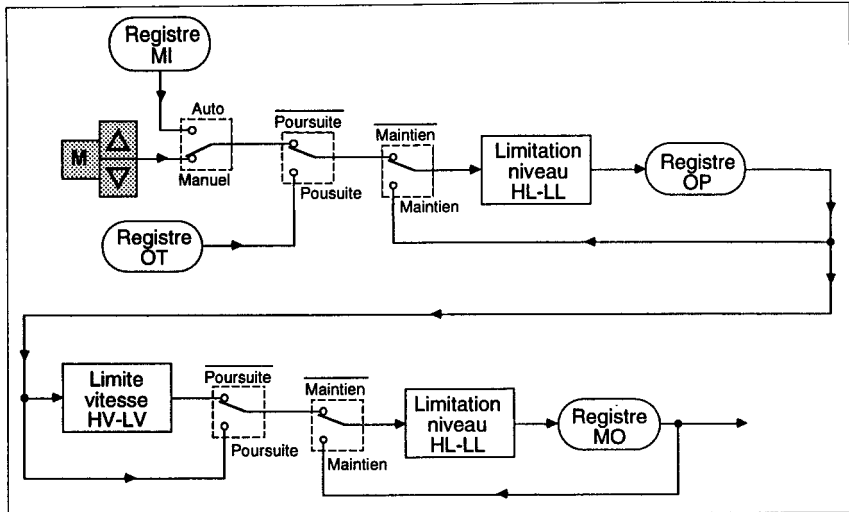 Registre
MI
Auto
Poursuite
Maintien
M
Manuel
Pousuite
Maintien
Limitation
niveau
HL-LL
Registre
OP
Registre
OT
Limite
vitesse
HV-LV
Poursuite
Poursuite
Maintien
Maintien
Limitation
niveau
HL-LL
Registre
MO